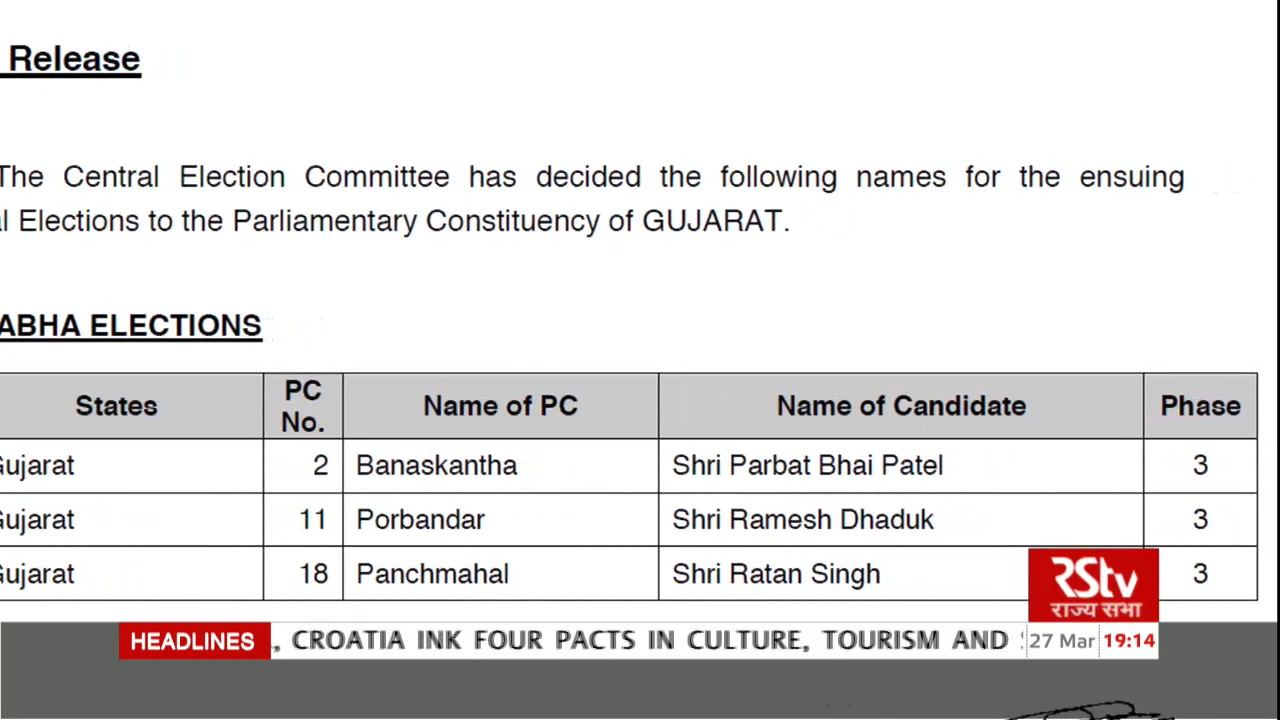 Release
The Central Election Committee has decided the following names for the ensuing
l Elections to the Parliamentary Constituency of GUJARAT.
ABHA ELECTIONS
States PC No. Name of PC Name of Candidate Phase
Gujarat 2 Banaskantha Shri Parbat Bhai Patel 3
Gujarat 11 Porbandar Shri Ramesh Dhaduk 3
Gujarat 18 Panchmahal Shri Ratan Singh 3
RStv
राज्य सभा
HEADLINES , CROATIA INK FOUR PACTS IN CULTURE, TOURISM AND 27 Mar 19:14